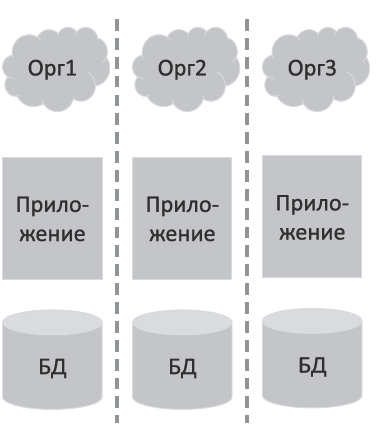 Орг1
Орг2
Орг3
Прило-
жение
Прило-
жение
Прило-
жение
БД
БД
БД